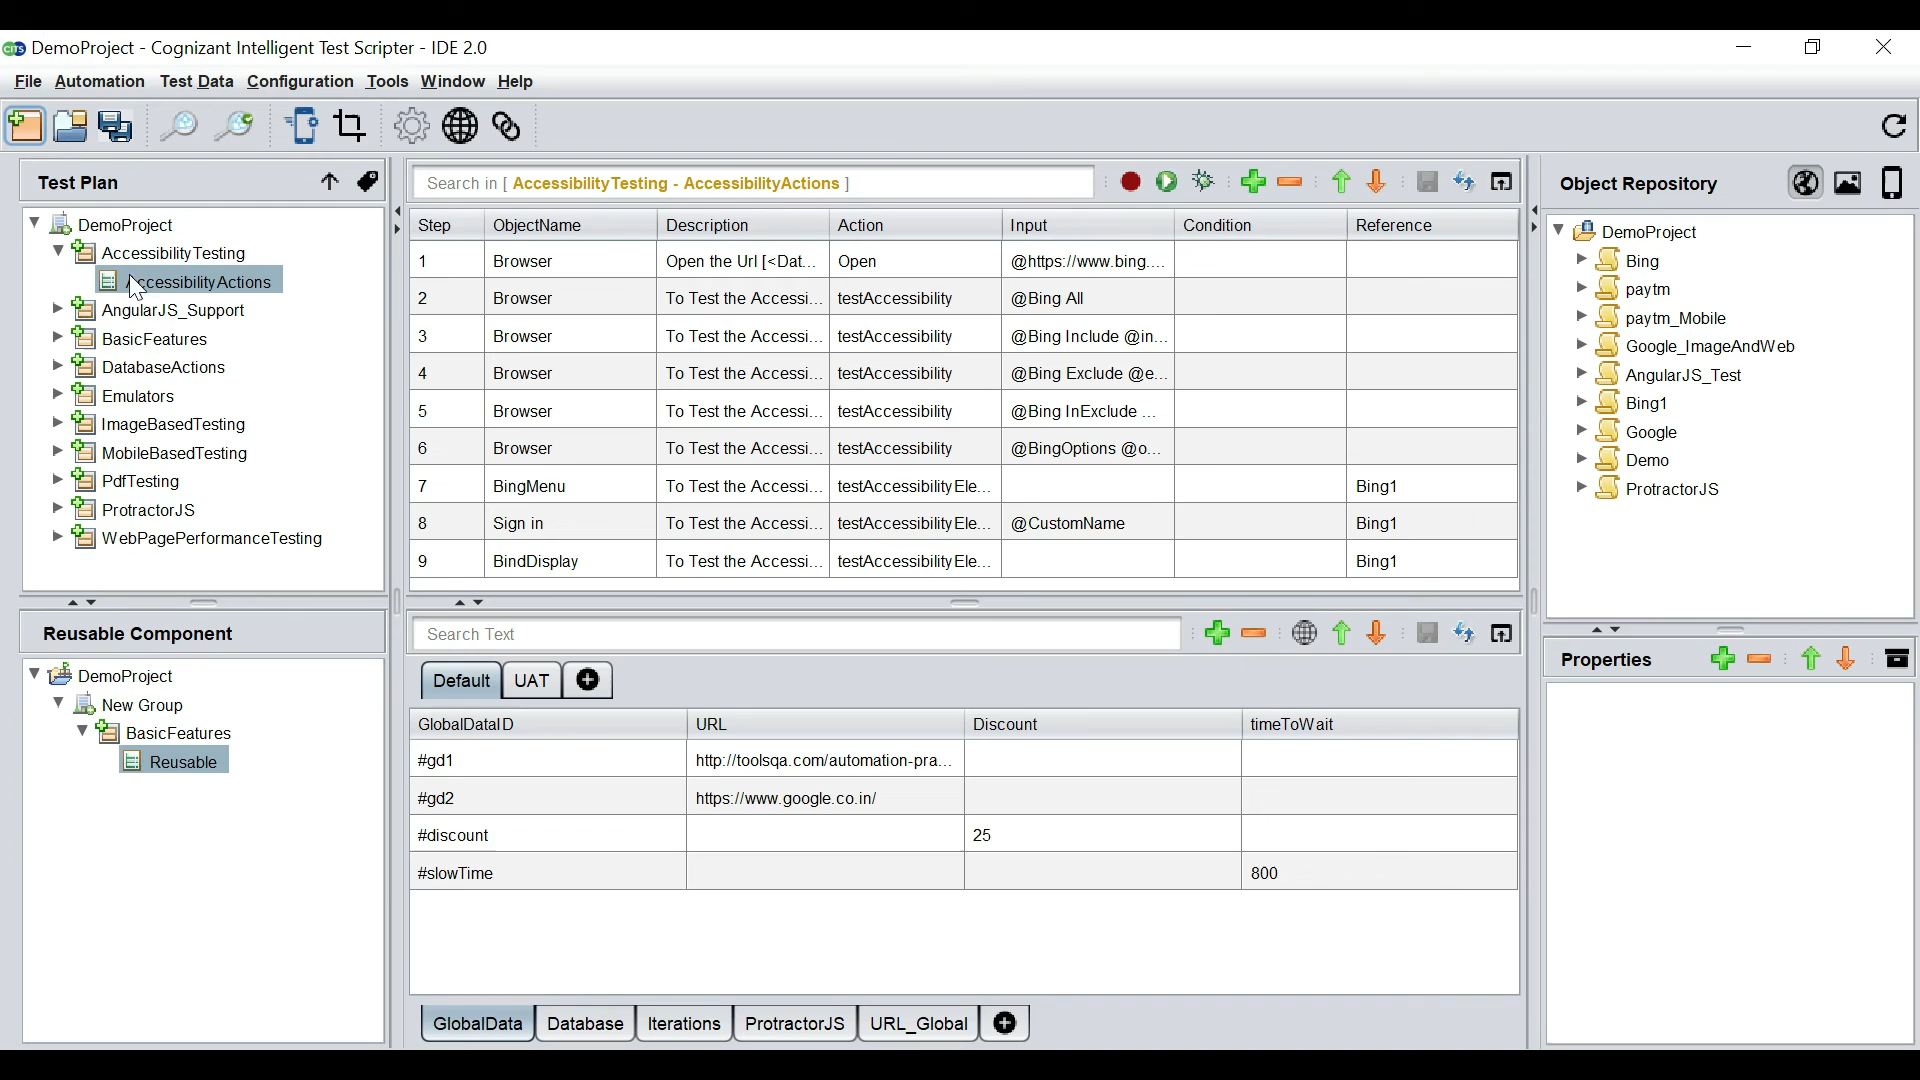 CITS DemoProject - Cognizant Intelligent Test Scripter - IDE 2.0
File Automation Test Data Configuration Tools Window Help
Test Plan
DemoProject
AccessibilityTesting
AccessibilityActions
AngularJS_Support
BasicFeatures
DatabaseActions
Emulators
ImageBasedTesting
MobileBasedTesting
PdfTesting
ProtractorJS
WebPagePerformanceTesting
Reusable Component
DemoProject
New Group
BasicFeatures
Reusable
Search in [ AccessibilityTesting - AccessibilityActions ]
Step ObjectName Description Action Input Condition Reference
1 Browser Open the Url [<Dat... Open @https://www.bing....
2 Browser To Test the Accessi... testAccessibility @Bing All
3 Browser To Test the Accessi... testAccessibility @Bing Include @in...
4 Browser To Test the Accessi... testAccessibility @Bing Exclude @e...
5 Browser To Test the Accessi... testAccessibility @Bing InExclude ...
6 Browser To Test the Accessi... testAccessibility @BingOptions @o...
7 BingMenu To Test the Accessi... testAccessibilityEle... Bing1
8 Sign in To Test the Accessi... testAccessibilityEle... @CustomName Bing1
9 BindDisplay To Test the Accessi... testAccessibilityEle... Bing1
Search Text
Default UAT
GlobalDataID URL Discount timeToWait
#gd1 http://toolsqa.com/automation-pra...
#gd2 https://www.google.co.in/
#discount 25
#slowTime 800
GlobalData Database Iterations ProtractorJS URL_Global
Object Repository
DemoProject
Bing
paytm
paytm_Mobile
Google_ImageAndWeb
AngularJS_Test
Bing1
Google
Demo
ProtractorJS
Properties